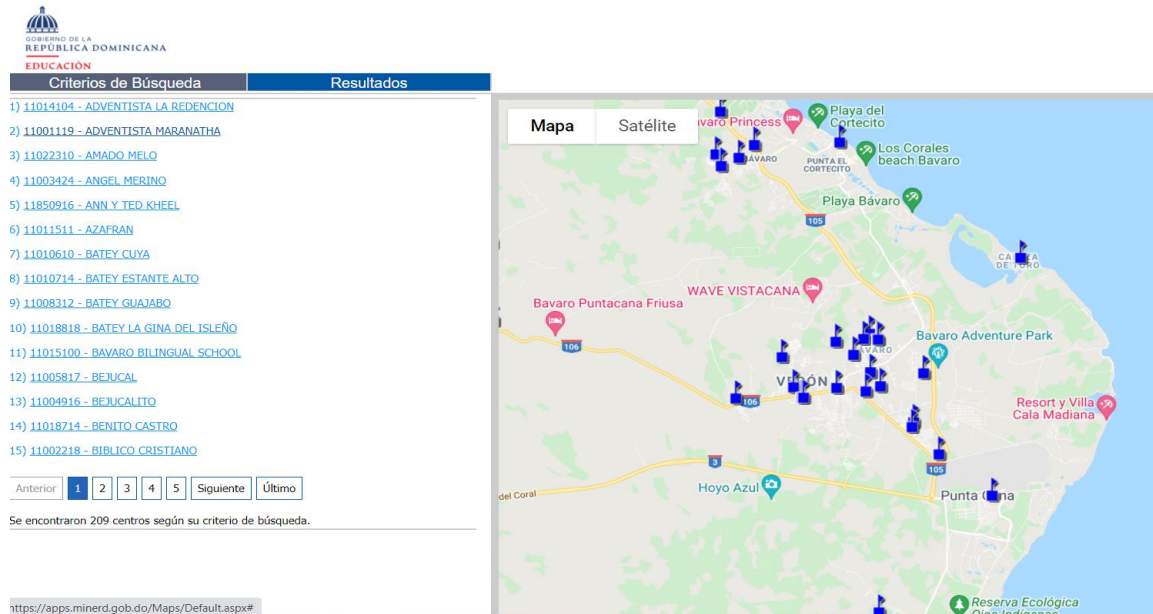 GOBIERNO DE LA
REPÚBLICA DOMINICANA
EDUCACIÓN
Criterios de Búsqueda
Resultados
1) 11014104 - ADVENTISTA LA REDENCION
2) 11001119 - ADVENTISTA MARANATHA
3) 11022310 - AMADO MELO
4) 11003424 - ANGEL MERINO
5) 11850916 - ANN Y TED KHEEL
6) 11011511 - AZAFRAN
7) 11010610 - BATEY CUYA
8) 11010714 - BATEY ESTANTE ALTO
9) 11008312 - BATEY GUAJABO
10) 11018818 - BATEY LA GINA DEL ISLEÑO
11) 11015100 - BAVARO BILINGUAL SCHOOL
12) 11005817 - BEJUCAL
13) 11004916 - BEJUCALITO
14) 11018714 - BENITO CASTRO
15) 11002218 - BIBLICO CRISTIANO
Anterior 1 2 3 4 5 Siguiente Último
Se encontraron 209 centros según su criterio de búsqueda.
https://apps.minerd.gob.do/Maps/Default.aspx#
Mapa
Satélite
Princess
Playa del
Cortecito
Los Corales
beach Bavaro
PUNTA EL
CORTECITO
Playa Bávaro
105
WAVE VISTACANA
Bavaro Puntacana Friusa
106
Bavaro Adventure Park
106
Resort y Villa
Cala Madiana
3
105
Hoyo Azul
del Coral
Reserva Ecológica
Ojos Indígenas